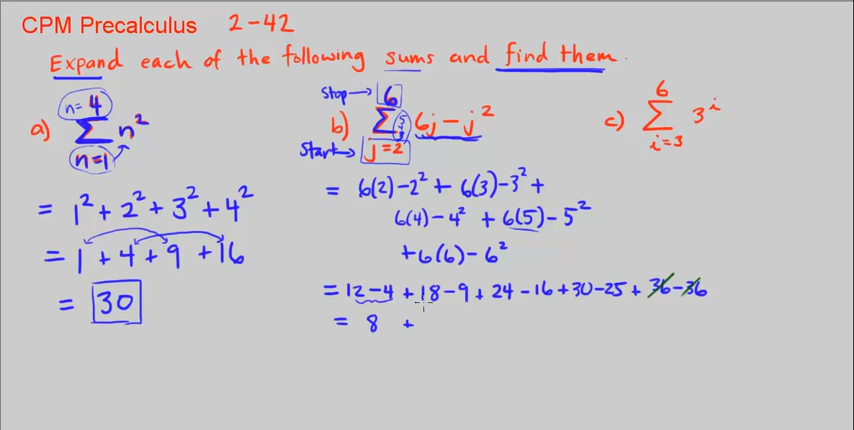 CPM Precalculus 2-42
Expand each of the following sums and find them.
a) n=4 Σ n=1 n²
= 1² + 2² + 3² + 4²
= 1 + 4 + 9 + 16
= 30
Stop → 6
b) Σ 6j - j²
Start → j=2
= 6(2) - 2² + 6(3) - 3² +
6(4) - 4² + 6(5) - 5²
+ 6(6) - 6²
= 12 - 4 + 18 - 9 + 24 - 16 + 30 - 25 + 36 - 36
= 8 +
6
c) Σ 3ⁱ
i=3